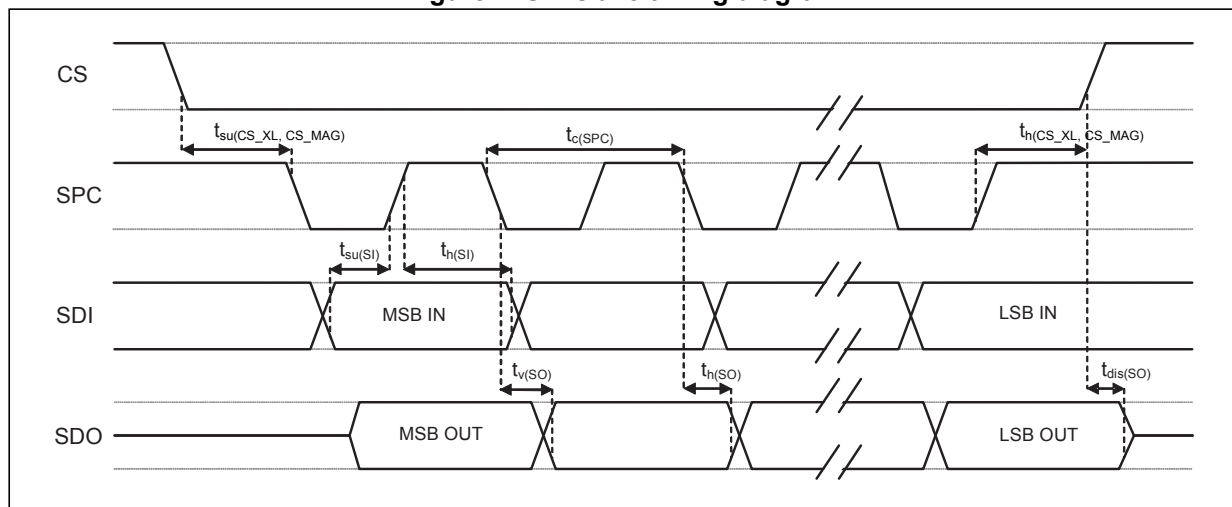 CS
tsu(CS_XL, CS_MAG)
tc(SPC)
th(CS_XL, CS_MAG)
SPC
tsu(SI)
th(SI)
SDI
MSB IN
LSB IN
tv(SO)
th(SO)
tdis(SO)
SDO
MSB OUT
LSB OUT